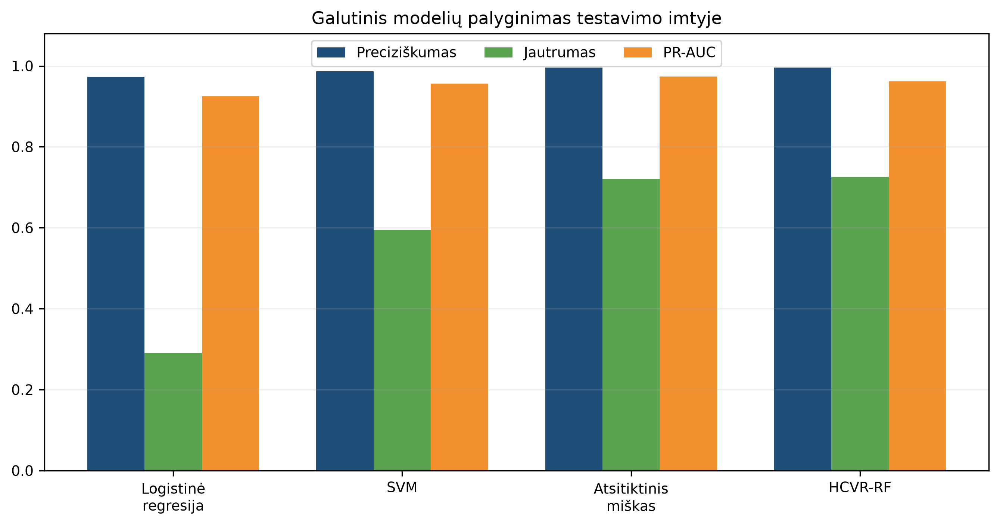 Galutinis modelių palyginimas testavimo imtyje
Preciziškumas Jautrumas PR-AUC
1.0
0.8
0.6
0.4
0.2
0.0
Logistinė
regresija
SVM
Atsitiktinis
miškas
HCVR-RF